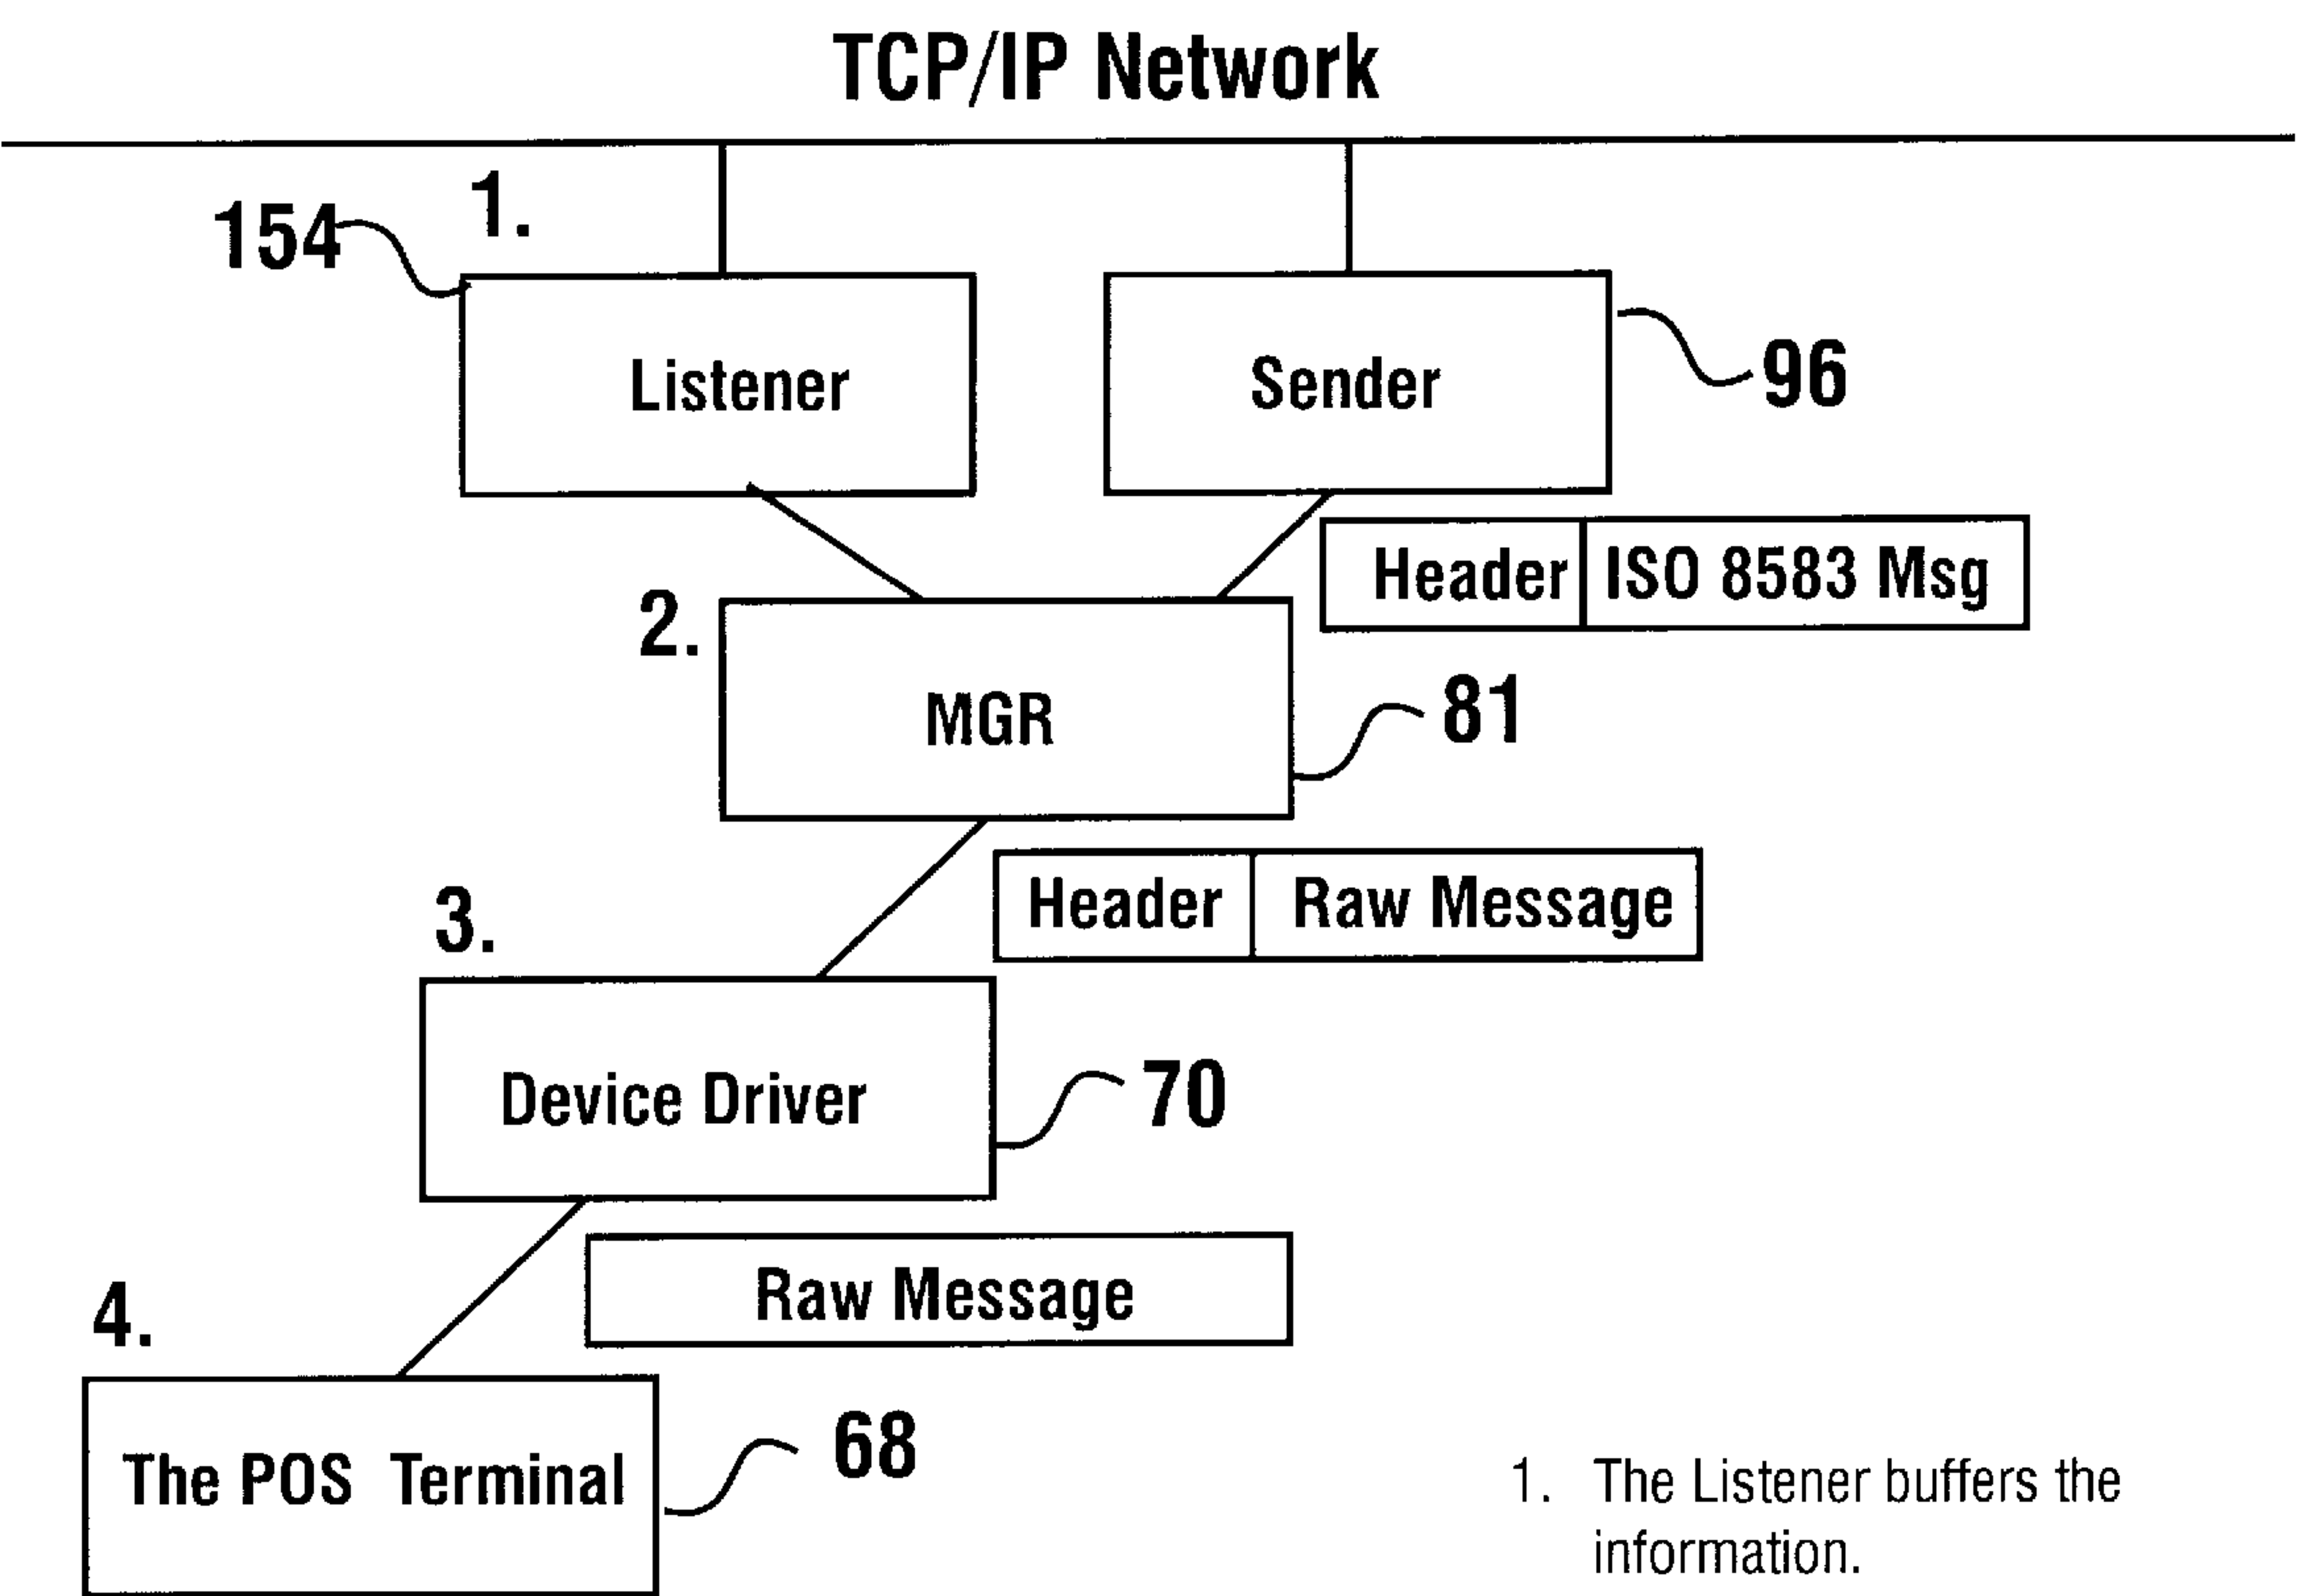 TCP/IP Network
154
1.
Listener
Sender
96
Header ISO 8583 Msg
2.
MGR
81
Header Raw Message
3.
Device Driver
70
Raw Message
4.
The POS Terminal
68
1. The Listener buffers the
information.